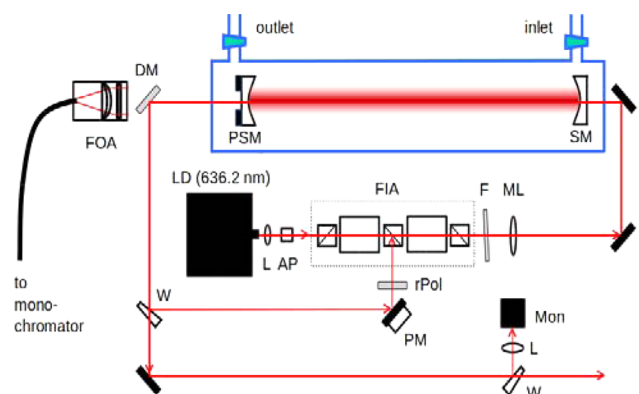 outlet
inlet
DM
FOA
PSM
SM
LD (636.2 nm)
FIA
F
ML
L
AP
to
mono-
chromator
W
rPol
PM
Mon
L
W